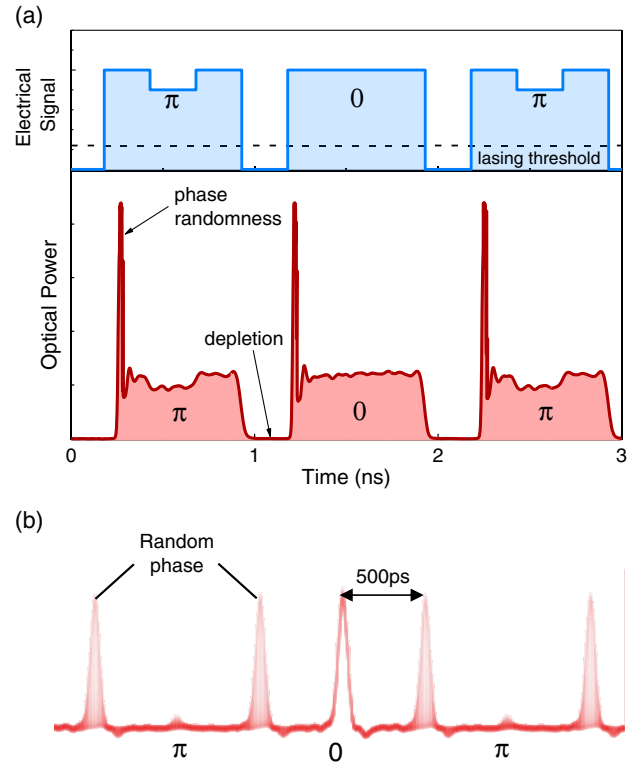 (a)
Electrical
Signal
π
0
π
lasing threshold
Optical Power
phase
randomness
depletion
π
0
π
0
1
2
3
Time (ns)
(b)
Random
phase
500ps
π
0
π